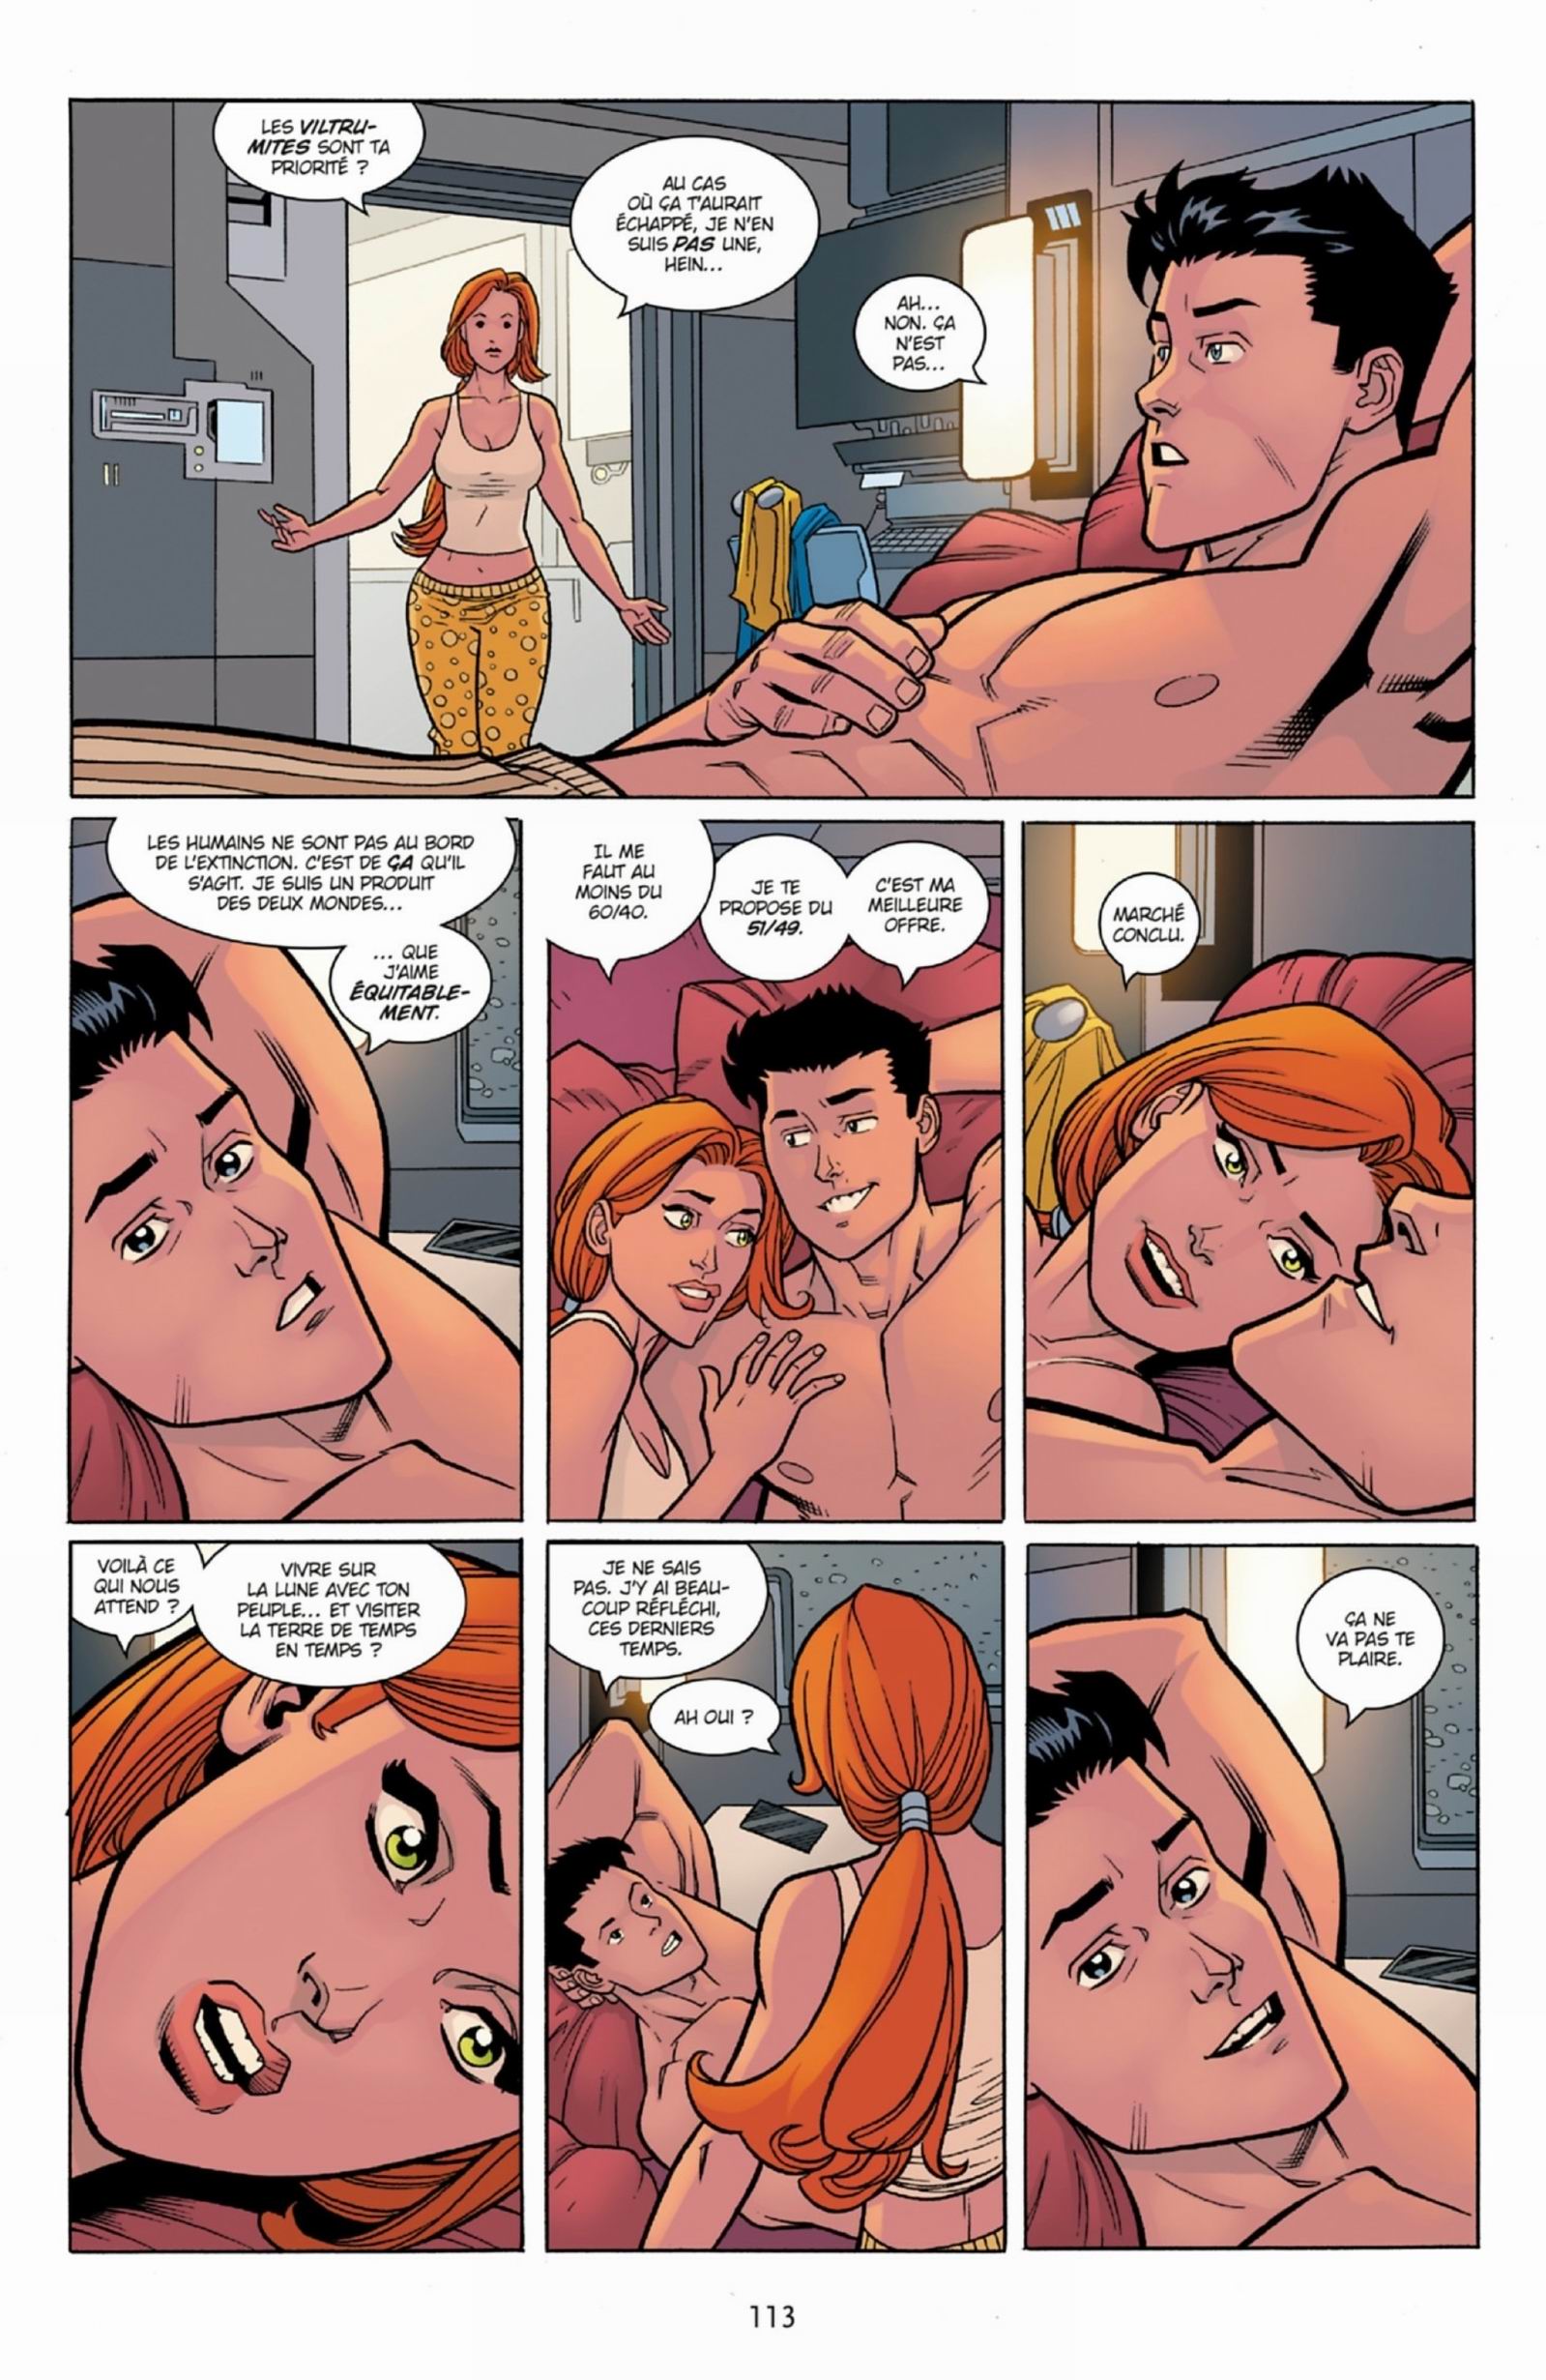 LES VILTRU-
MITES SONT TA
PRIORITÉ ?
AU CAS
OÙ ÇA T'AURAIT
ÉCHAPPÉ, JE N'EN
SUIS PAS UNE,
HEIN...
AH...
NON. ÇA
N'EST
PAS...
LES HUMAINS NE SONT PAS AU BORD
DE L'EXTINCTION. C'EST DE ÇA QU'IL
S'AGIT. JE SUIS UN PRODUIT
DES DEUX MONDES...
... QUE
J'AIME
ÉQUITABLE-
MENT.
IL ME
FAUT AU
MOINS DU
60/40.
JE TE
PROPOSE DU
51/49.
C'EST MA
MEILLEURE
OFFRE.
MARCHÉ
CONCLU.
VOILÀ CE
QUI NOUS
ATTEND ?
VIVRE SUR
LA LUNE AVEC TON
PEUPLE... ET VISITER
LA TERRE DE TEMPS
EN TEMPS ?
JE NE SAIS
PAS. J'Y AI BEAU-
COUP RÉFLÉCHI,
CES DERNIERS
TEMPS.
AH OUI ?
ÇA NE
VA PAS TE
PLAIRE.
113